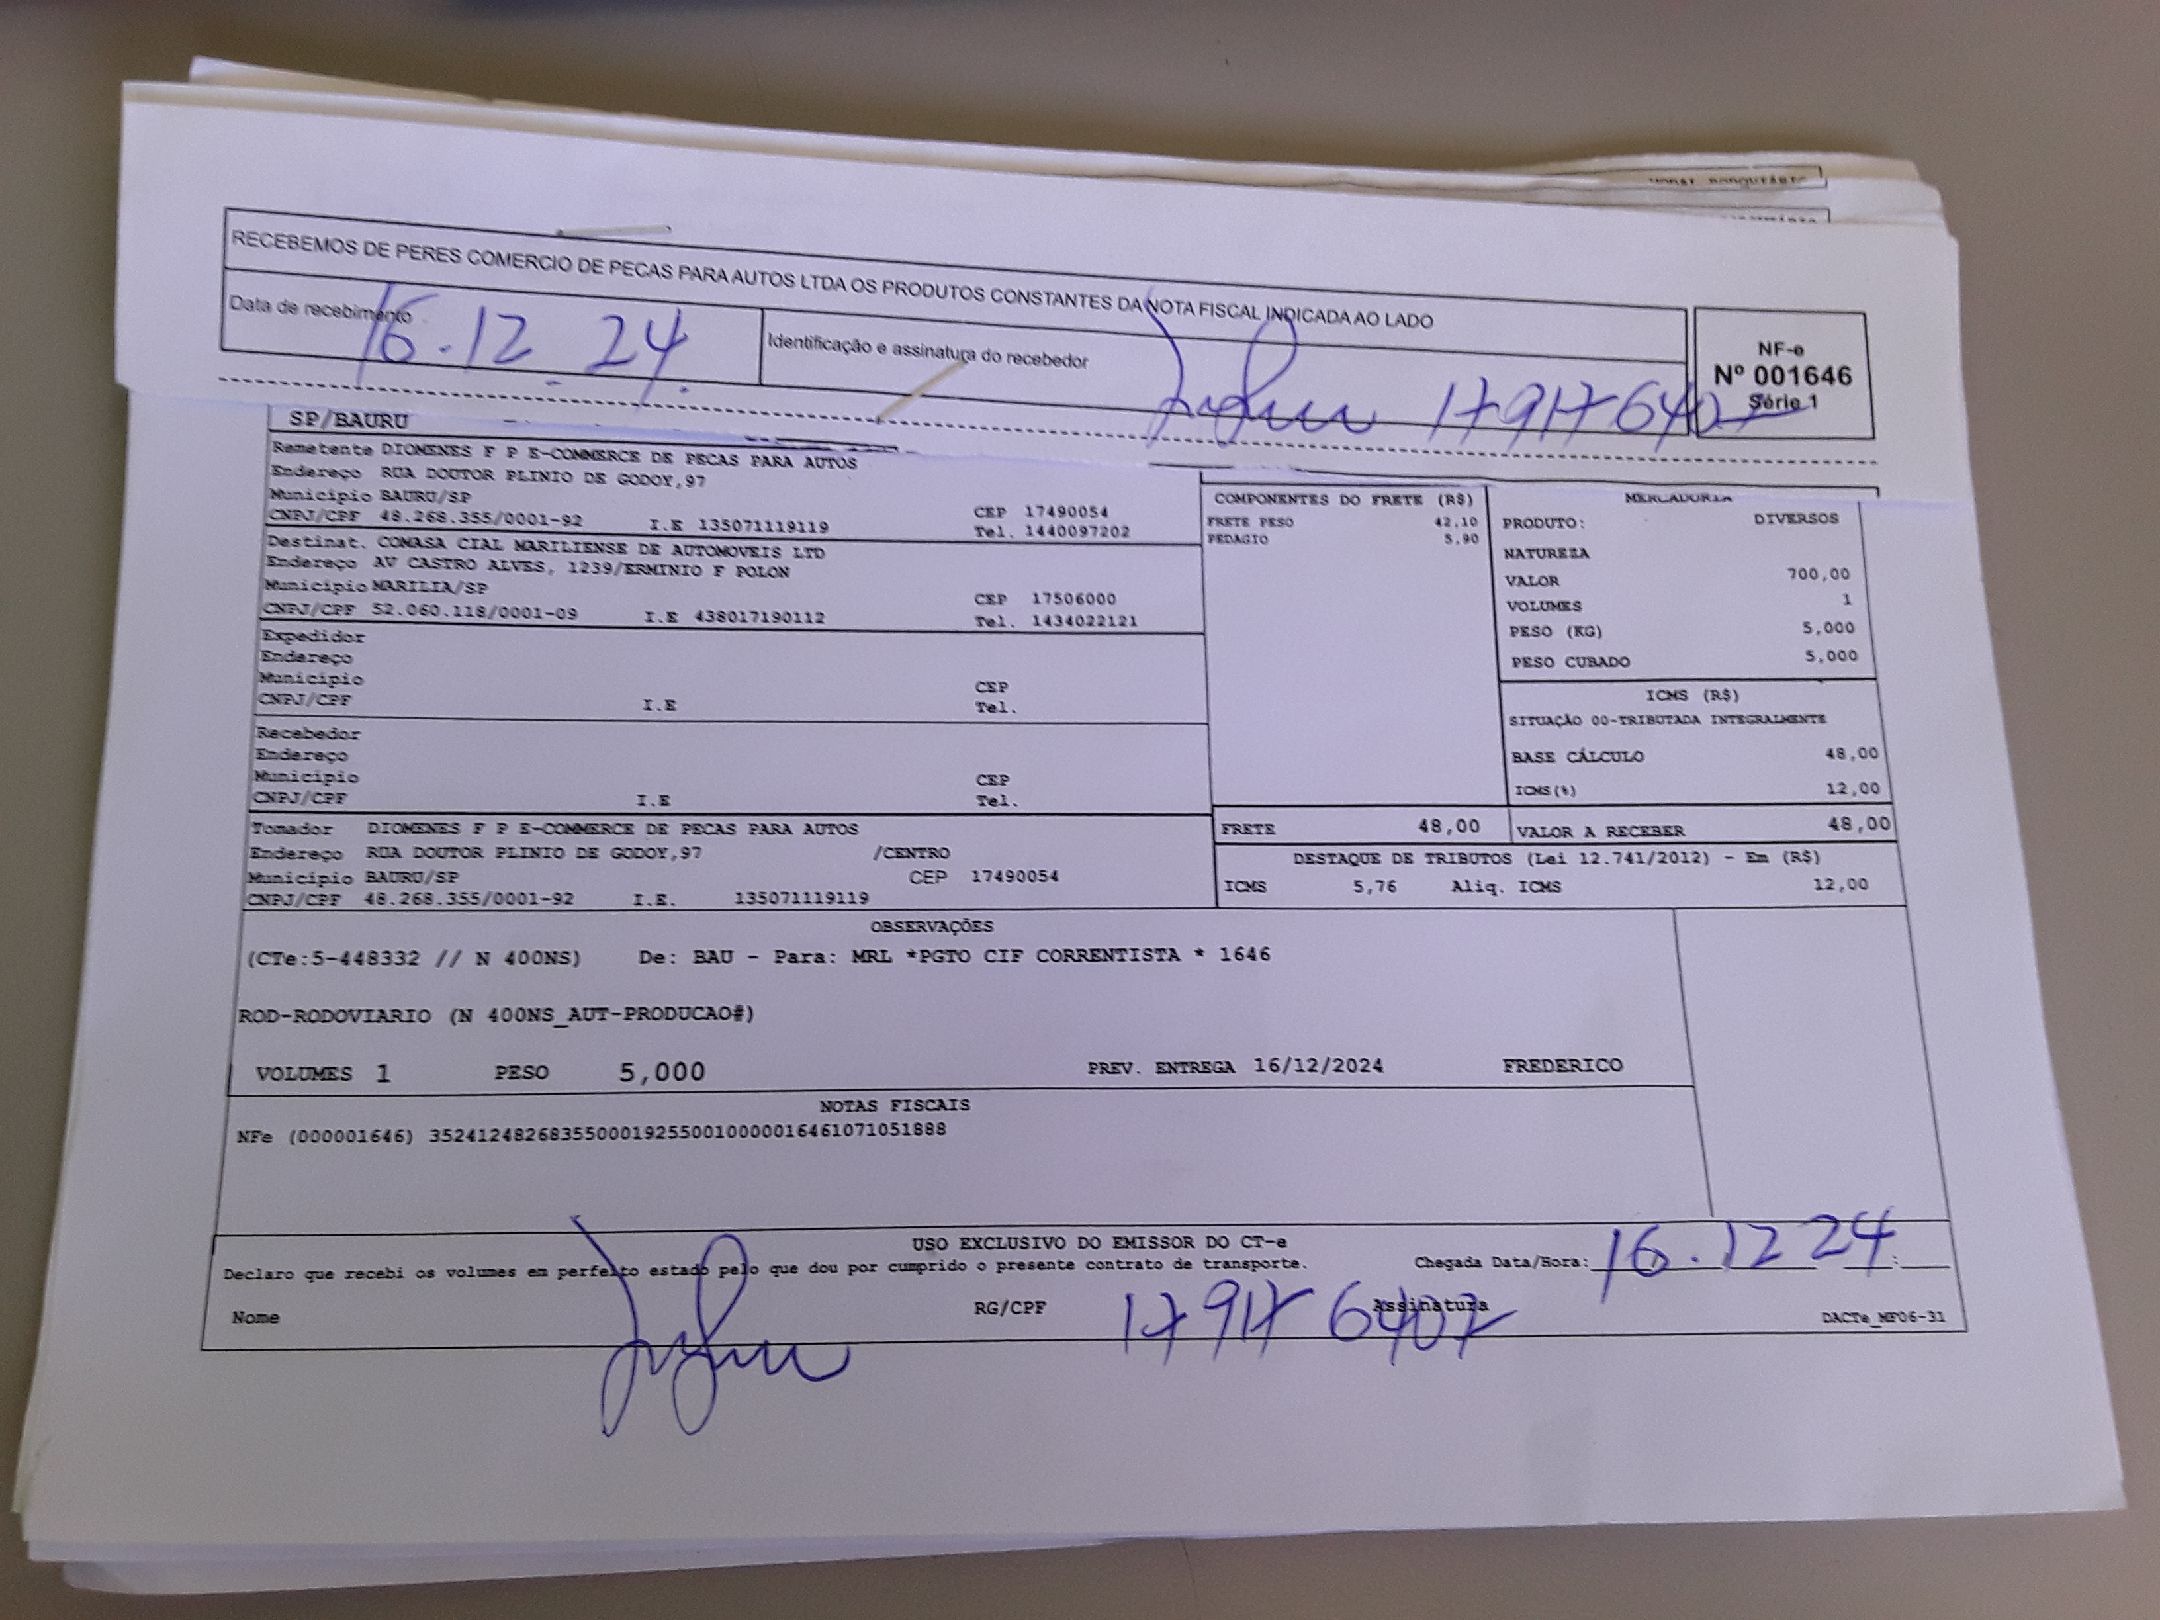 RECEBEMOS DE PERES COMERCIO DE PECAS PARA AUTOS LTDA OS PRODUTOS CONSTANTES DA NOTA FISCAL INDICADA AO LADO
Data de recebimento
16.12.24.
Identificação e assinatura do recebedor
179176407
NF-e
Nº 001646
Série 1
SP/BAURU
Remetente DIOMENES F P E-COMMERCE DE PECAS PARA AUTOS
Endereço RUA DOUTOR PLINIO DE GODOY,97
Município BAURU/SP CEP 17490054
CNPJ/CPF 48.268.355/0001-92 I.E 135071119119 Tel. 1440097202
Destinat. COMASA CIAL MARILIENSE DE AUTOMOVEIS LTD
Endereço AV CASTRO ALVES, 1239/ERMINIO F POLON
Município MARILIA/SP CEP 17506000
CNPJ/CPF 52.060.118/0001-09 I.E 438017190112 Tel. 1434022121
Expedidor
Endereço
Município CEP
CNPJ/CPF I.E Tel.
Recebedor
Endereço
Município CEP
CNPJ/CPF I.E Tel.
Tomador DIOMENES F P E-COMMERCE DE PECAS PARA AUTOS
Endereço RUA DOUTOR PLINIO DE GODOY,97 /CENTRO
Município BAURU/SP CEP 17490054
CNPJ/CPF 48.268.355/0001-92 I.E. 135071119119
COMPONENTES DO FRETE (R$)
FRETE PESO 42,10
PEDAGIO 5,90
MERCADORIA
PRODUTO: DIVERSOS
NATUREZA
VALOR 700,00
VOLUMES 1
PESO (KG) 5,000
PESO CUBADO 5,000
ICMS (R$)
SITUAÇÃO 00-TRIBUTADA INTEGRALMENTE
BASE CÁLCULO 48,00
ICMS(%) 12,00
FRETE 48,00 VALOR A RECEBER 48,00
DESTAQUE DE TRIBUTOS (Lei 12.741/2012) - Em (R$)
ICMS 5,76 Aliq. ICMS 12,00
OBSERVAÇÕES
(CTe:5-448332 // N 400NS) De: BAU - Para: MRL *PGTO CIF CORRENTISTA * 1646
ROD-RODOVIARIO (N 400NS_AUT-PRODUCAO#)
VOLUMES 1 PESO 5,000 PREV. ENTREGA 16/12/2024 FREDERICO
NOTAS FISCAIS
NFe (000001646) 35241248268355000192550010000016461071051888
USO EXCLUSIVO DO EMISSOR DO CT-e
Declaro que recebi os volumes em perfeito estado pelo que dou por cumprido o presente contrato de transporte. Chegada Data/Hora: 16.12 24 :
Nome RG/CPF 179176407 Assinatura
DACTe_MF06-31